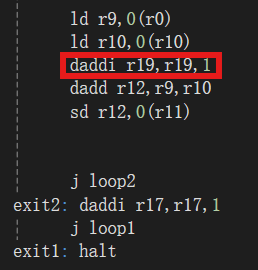 ld r9,0(r0)
ld r10,0(r10)
daddi r19,r19,1
dadd r12,r9,r10
sd r12,0(r11)
j loop2
exit2: daddi r17,r17,1
j loop1
exit1: halt